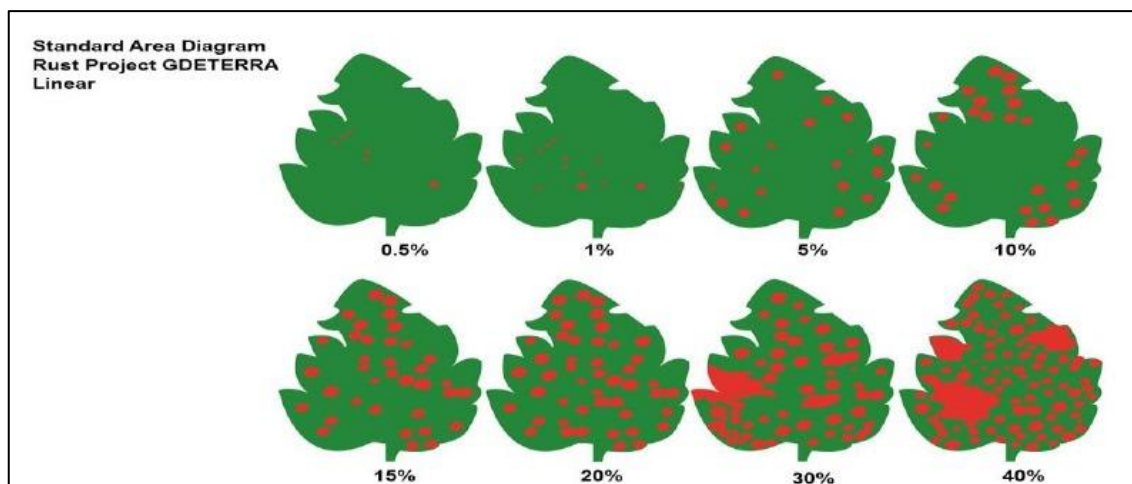 Standard Area Diagram
Rust Project GDETERRA
Linear
0.5% 1% 5% 10%
15% 20% 30% 40%